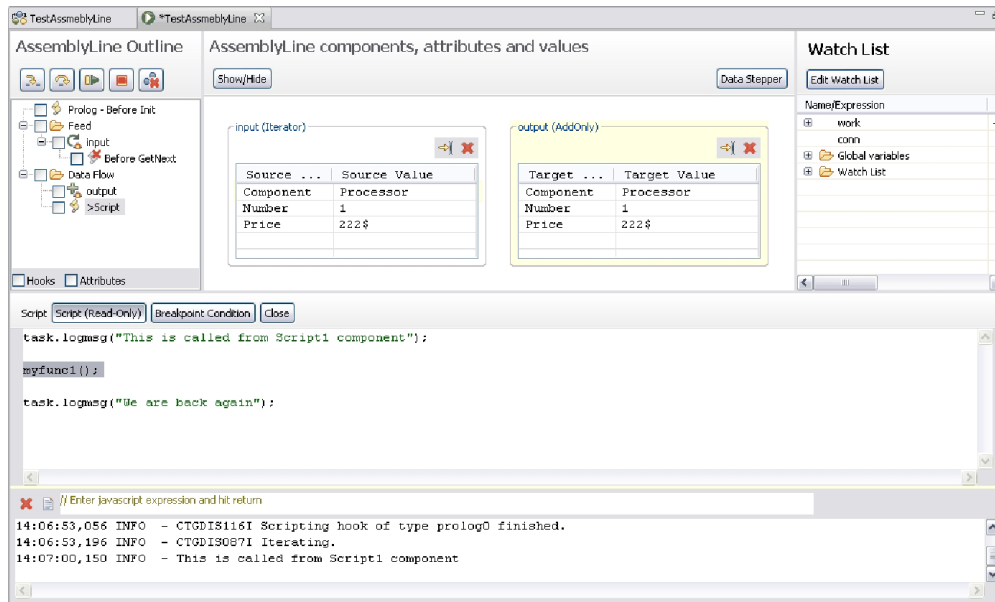 TestAssmeblyLine
*TestAssmeblyLine
AssemblyLine Outline
AssemblyLine components, attributes and values
Show/Hide
Data Stepper
Watch List
Edit Watch List
Prolog - Before Init
Feed
input
Before GetNext
Data Flow
output
>Script
Hooks
Attributes
input (Iterator)
Source ... Source Value
Component Processor
Number 1
Price 222$
output (AddOnly)
Target ... Target Value
Component Processor
Number 1
Price 222$
Name/Expression
work
conn
Global variables
Watch List
Script Script (Read-Only) Breakpoint Condition Close
task.logmsg("This is called from Script1 component");
myfunc1();
task.logmsg("We are back again");
// Enter javascript expression and hit return
14:06:53,056 INFO - CTGDIS116I Scripting hook of type prolog0 finished.
14:06:53,196 INFO - CTGDIS087I Iterating.
14:07:00,150 INFO - This is called from Script1 component